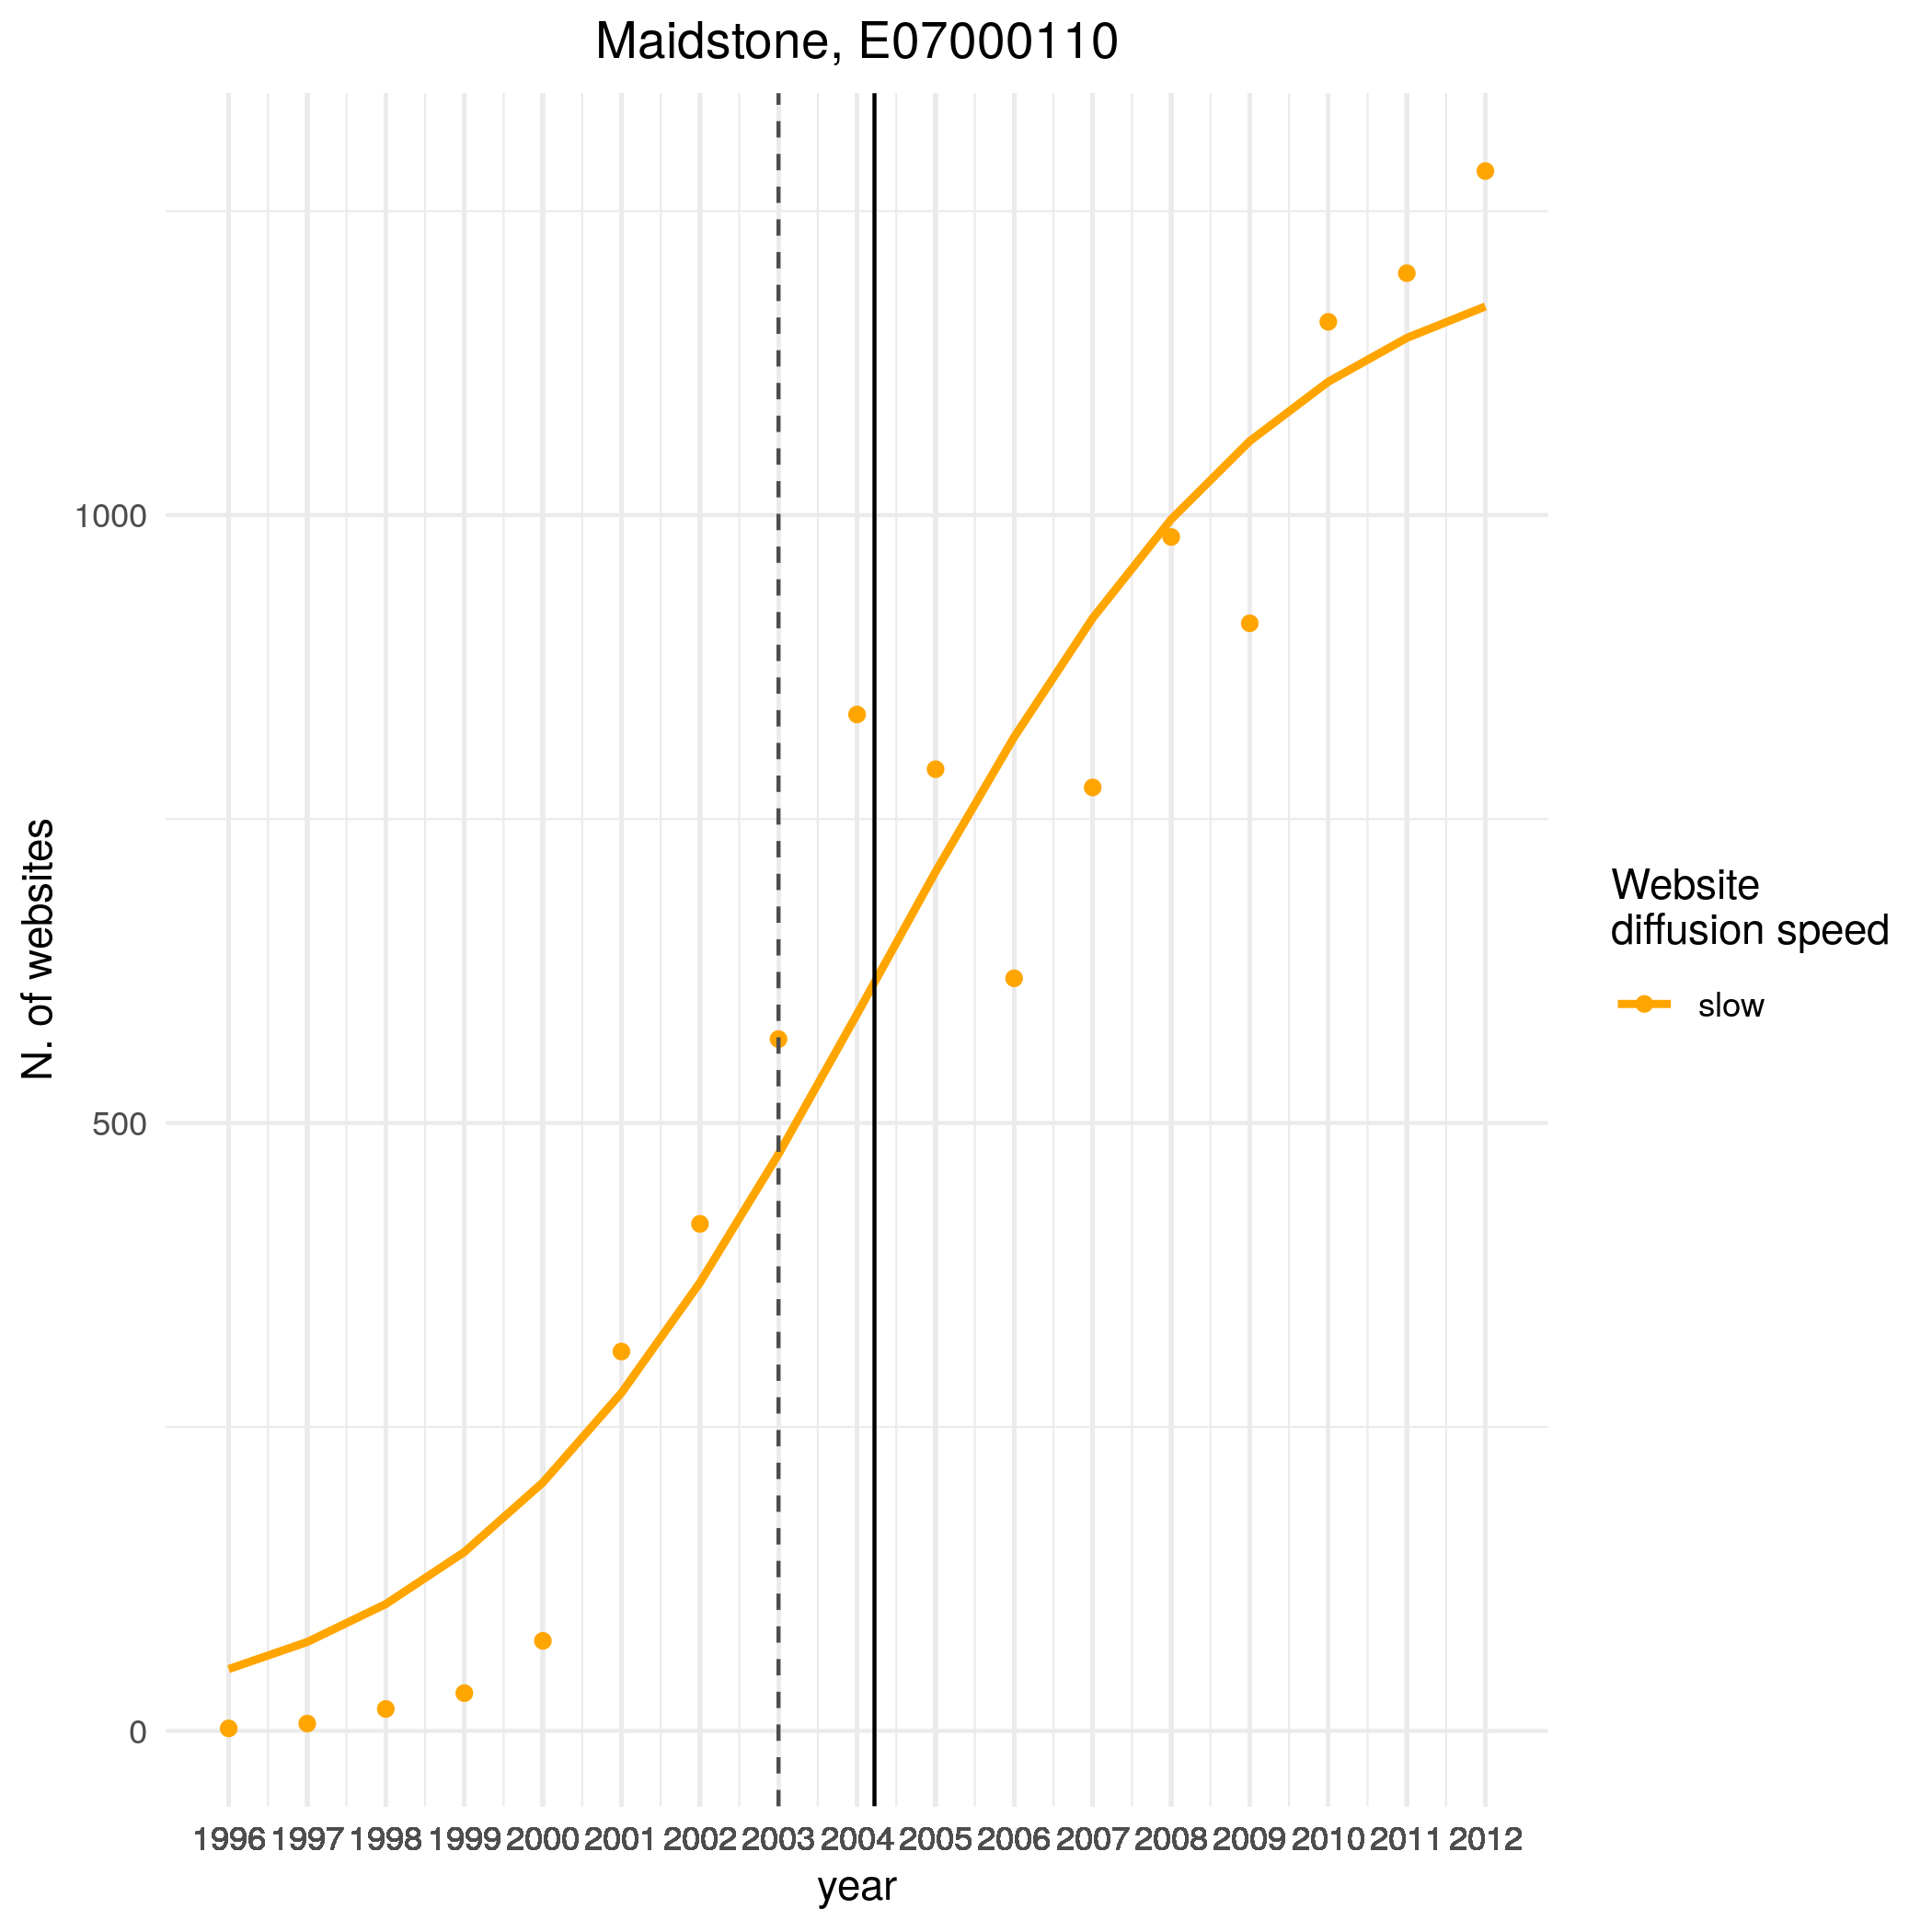 Maidstone, E07000110
N. of websites
1000
500
0
1996 1997 1998 1999 2000 2001 2002 2003 2004 2005 2006 2007 2008 2009 2010 2011 2012
year
Website
diffusion speed
slow